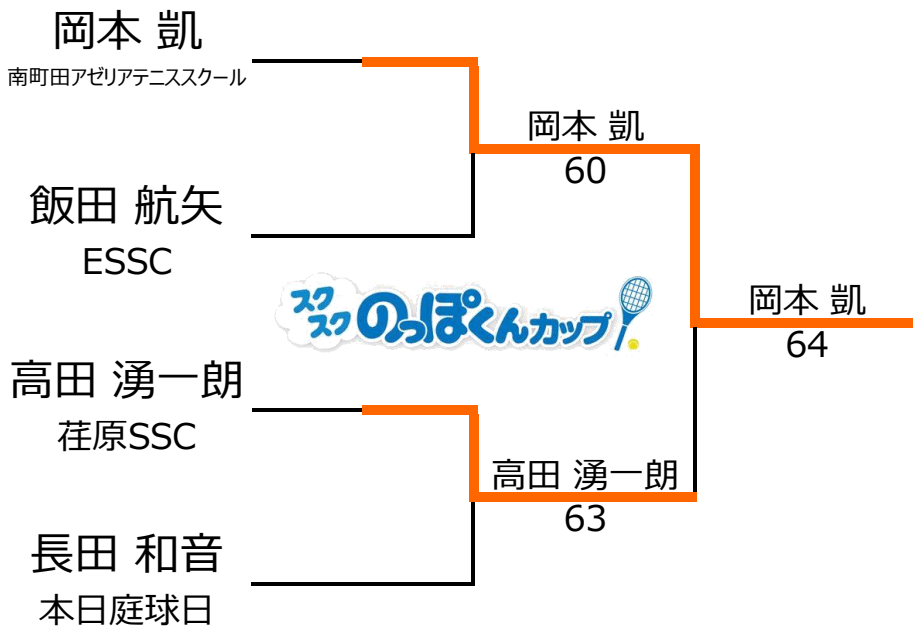 岡本 凱
南町田アゼリアテニススクール
岡本 凱
60
飯田 航矢
ESSC
スクスク のっぽくんカップ
岡本 凱
64
高田 湧一朗
荏原SSC
高田 湧一朗
63
長田 和音
本日庭球日